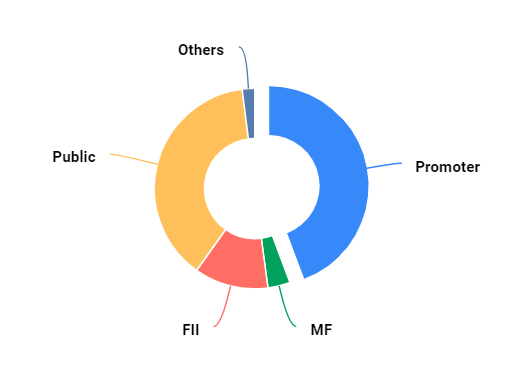 Others
Public
Promoter
FII
MF